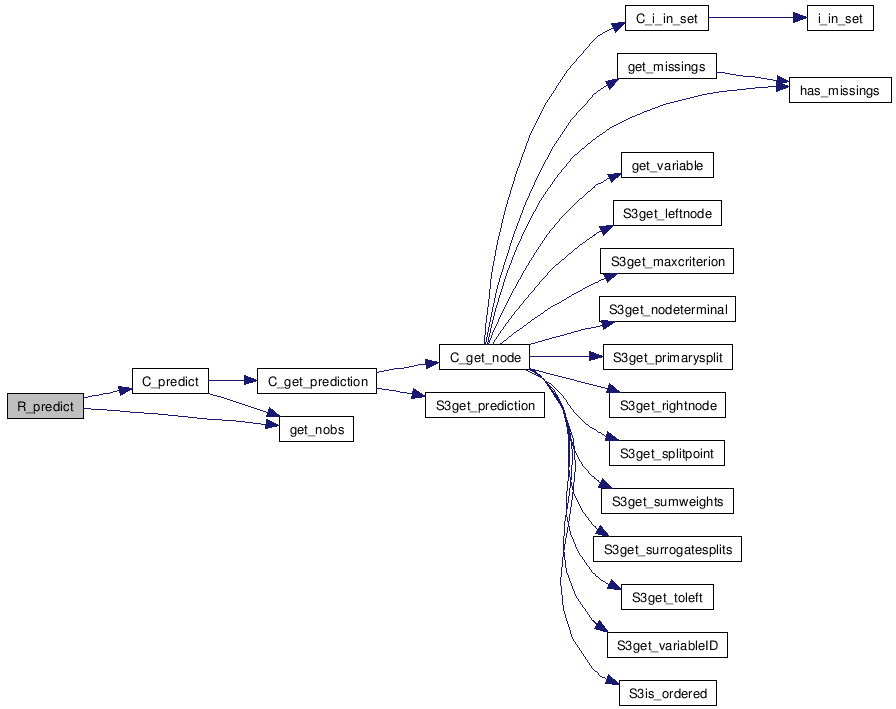 C_i_in_set
i_in_set
get_missings
has_missings
get_variable
S3get_leftnode
S3get_maxcriterion
S3get_nodeterminal
C_get_node
S3get_primarysplit
C_predict
C_get_prediction
R_predict
S3get_prediction
S3get_rightnode
get_nobs
S3get_splitpoint
S3get_sumweights
S3get_surrogatesplits
S3get_toleft
S3get_variableID
S3is_ordered